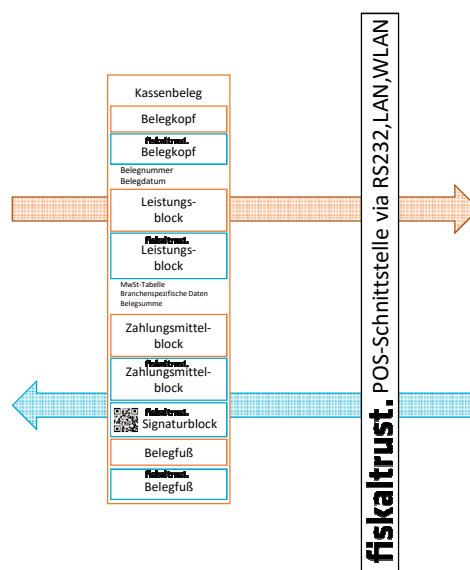 Kassenbeleg
Belegkopf
fiskaltrust.
Belegkopf
Belegnummer
Belegdatum
Leistungs-
block
fiskaltrust.
Leistungs-
block
MwSt-Tabelle
Branchenspezifische Daten
Belegsumme
Zahlungsmittel-
block
fiskaltrust.
Zahlungsmittel-
block
fiskaltrust.
Signaturblock
Belegfuß
fiskaltrust.
Belegfuß
fiskaltrust. POS-Schnittstelle via RS232,LAN,WLAN